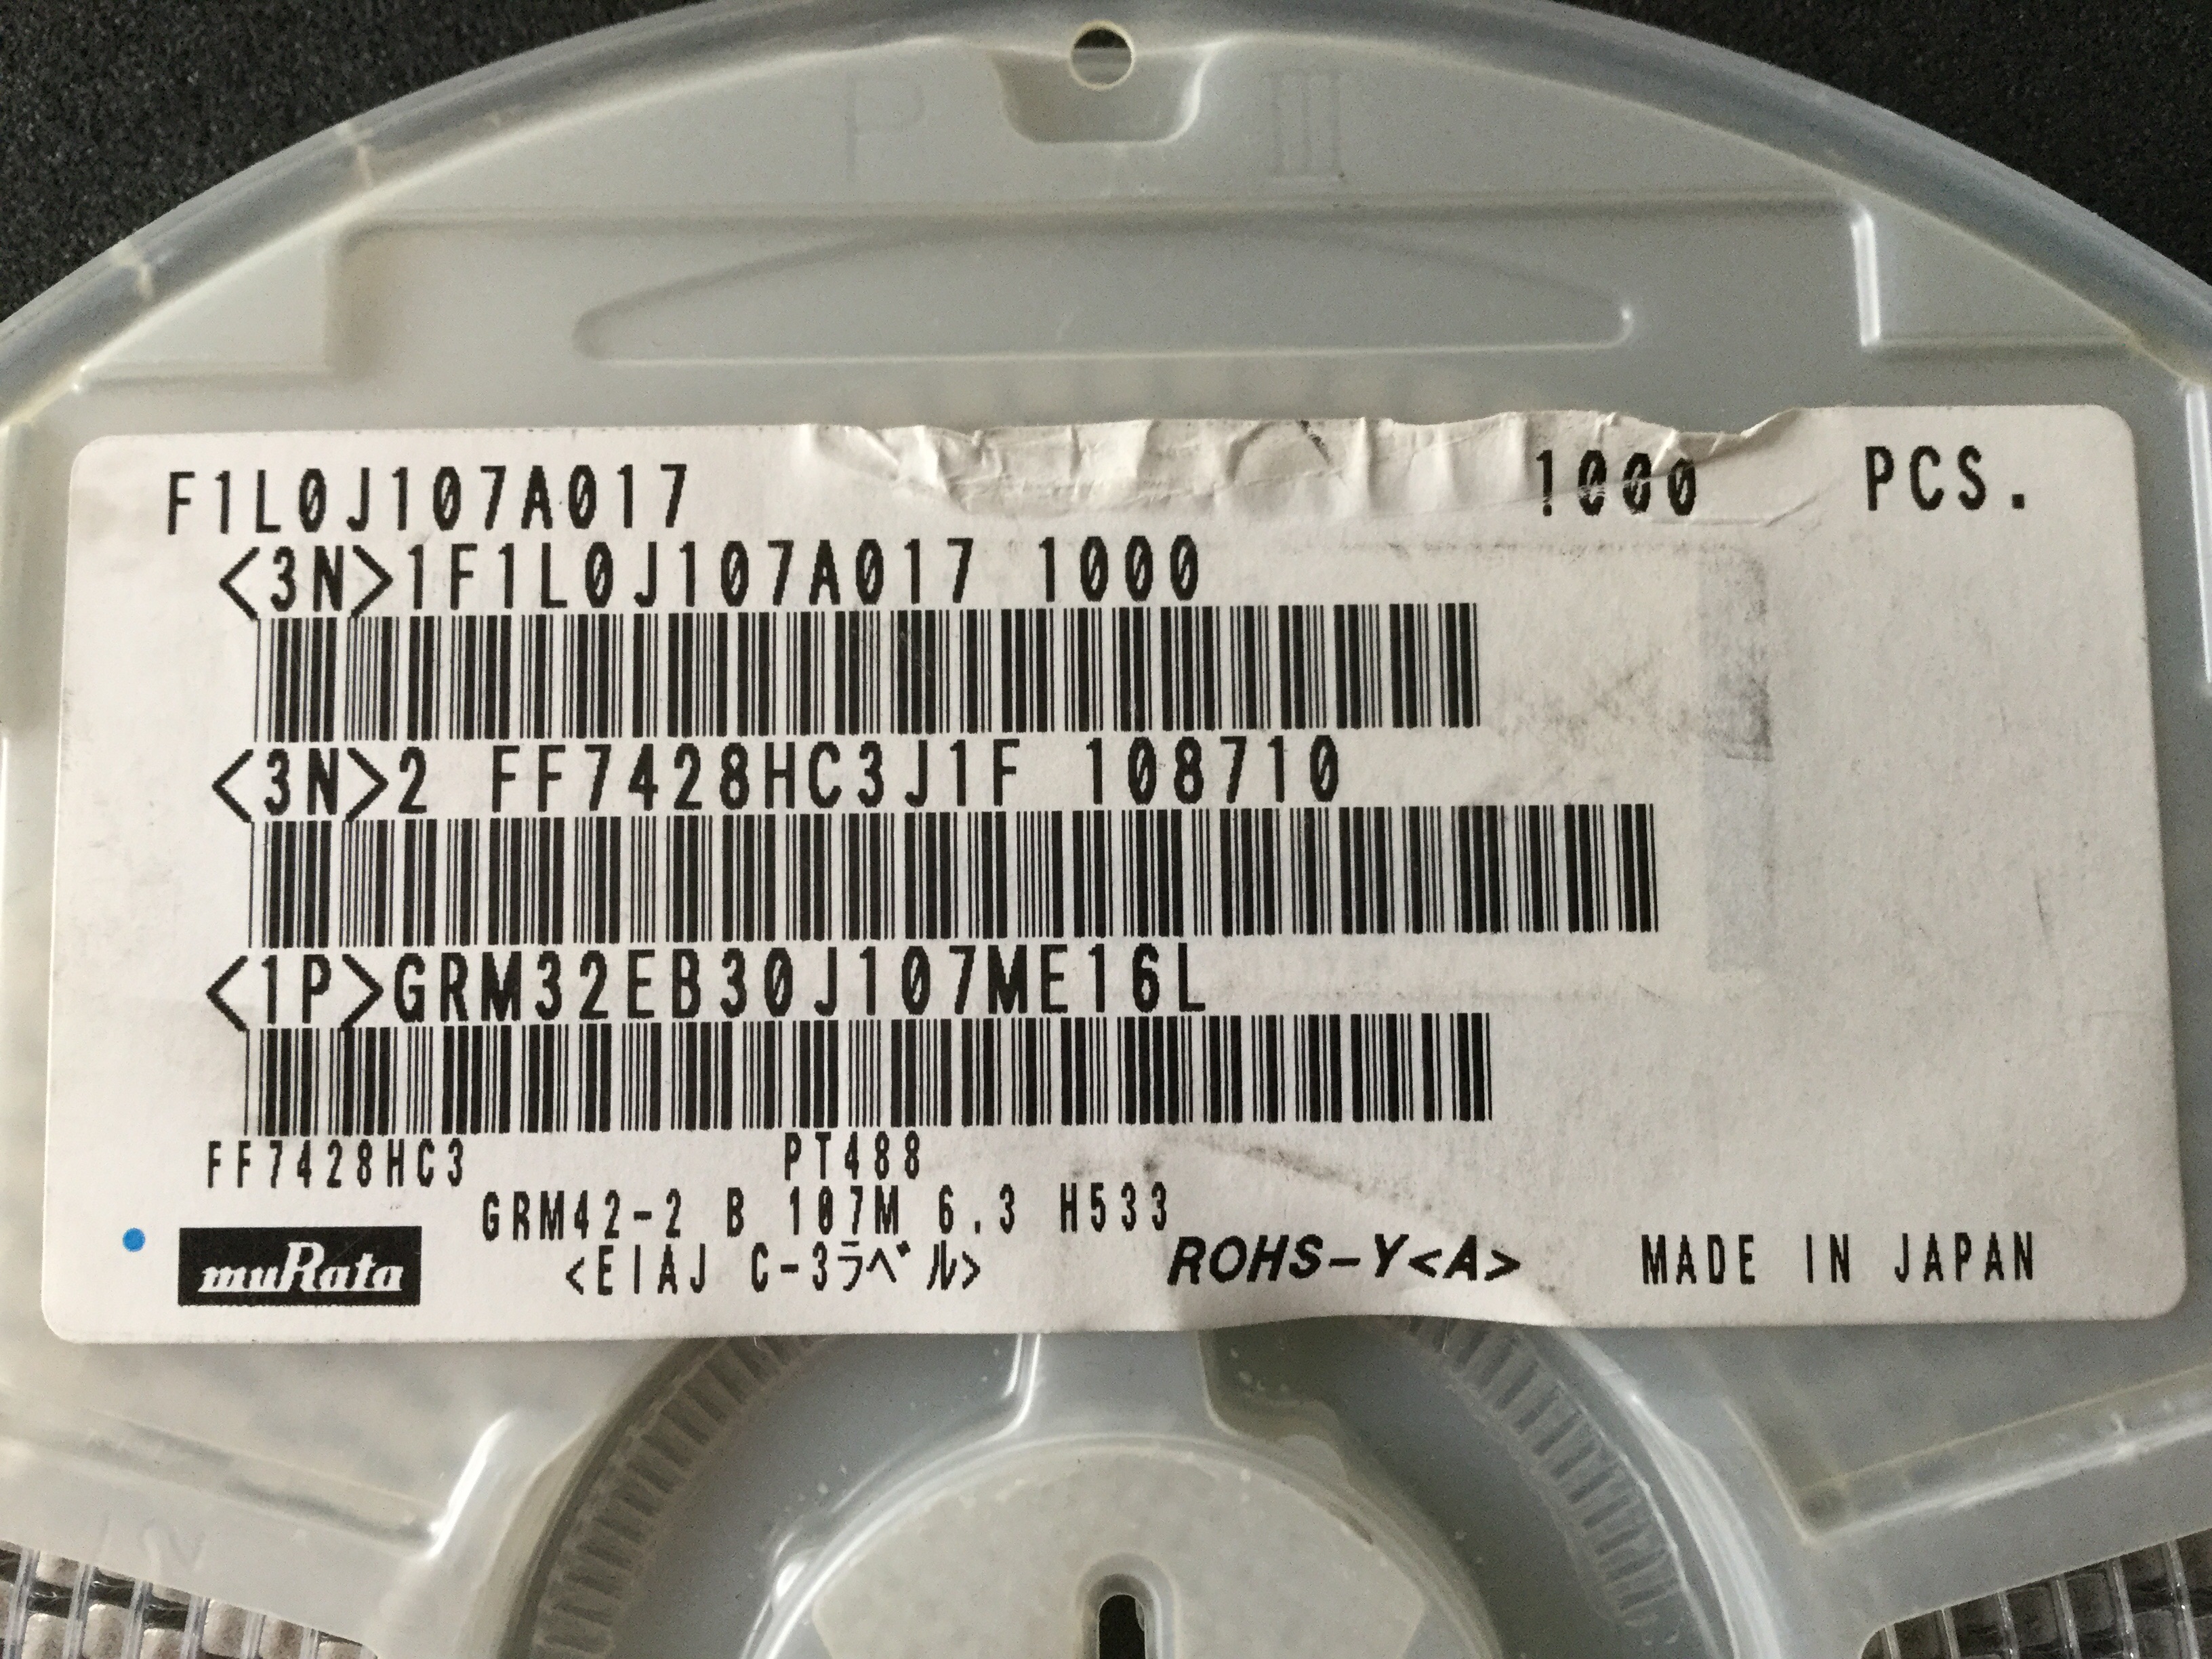 P III
F1L0J107A017 1000 PCS.
<3N>1F1L0J107A017 1000
<3N>2 FF7428HC3J1F 108710
<1P>GRM32EB30J107ME16L
FF7428HC3 PT488
GRM42-2 B 107M 6.3 H533
muRata <EIAJ C-3ラベル> ROHS-Y<A> MADE IN JAPAN